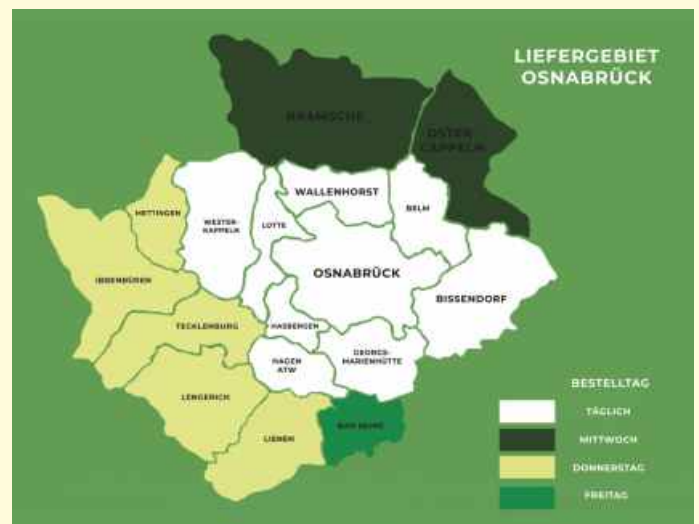 LIEFERGEBIET
OSNABRÜCK
BRAMSCHE
OSTER-
CAPPELN
WALLENHORST
METTINGEN
WESTER-
KAPPELN
LOTTE
BELM
OSNABRÜCK
IBBENBÜREN
BISSENDORF
TECKLENBURG
HASBERGEN
GEORGS-
MARIENHÜTTE
HAGEN
ATW
LENGERICH
BAD IBURG
LIENEN
BESTELLTAG
TÄGLICH
MITTWOCH
DONNERSTAG
FREITAG